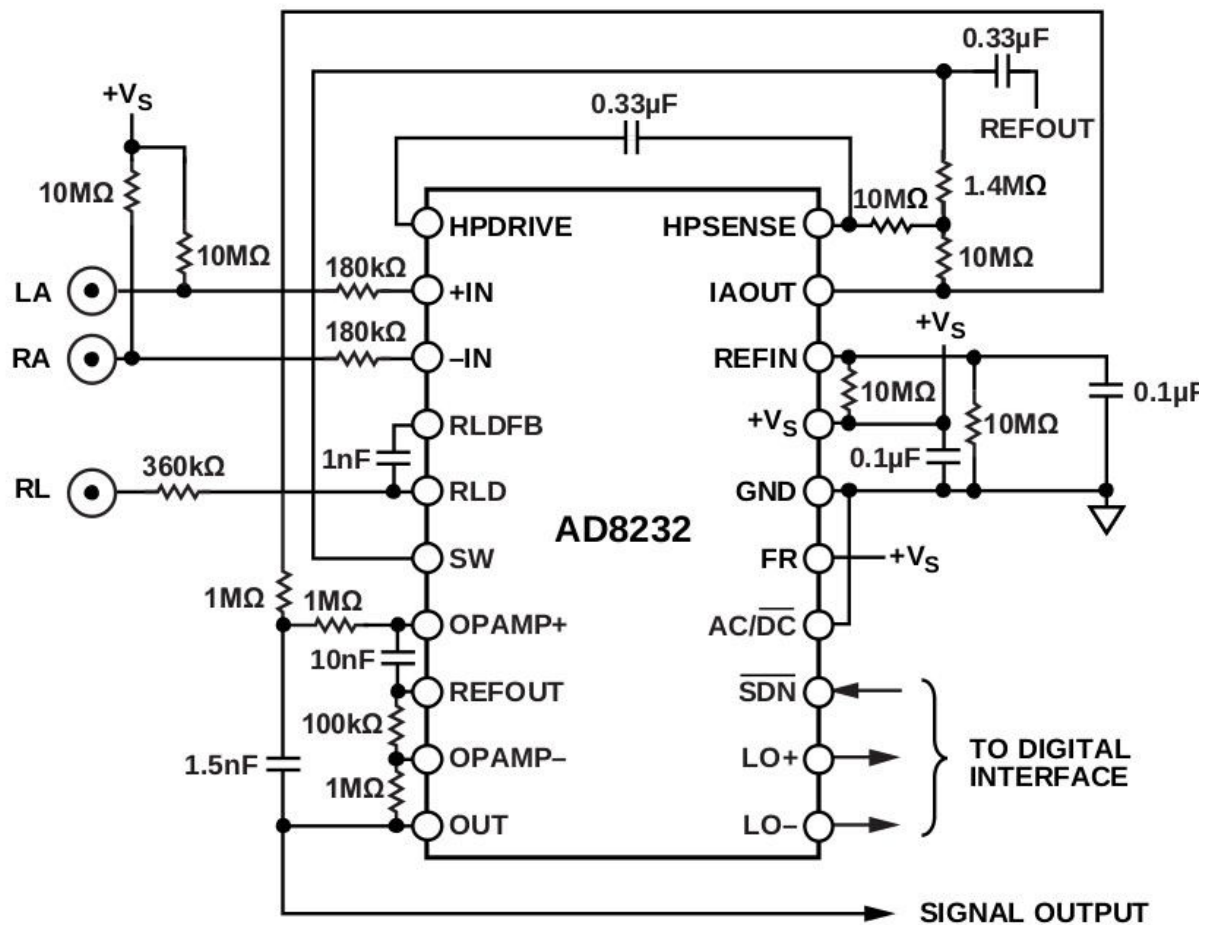 0.33µF
+VS
0.33µF
REFOUT
10MΩ
10MΩ
1.4MΩ
HPDRIVE
HPSENSE
10MΩ
180kΩ
10MΩ
LA
+IN
IAOUT
180kΩ
+VS
RA
–IN
REFIN
10MΩ
0.1µF
RLDFB
+VS
10MΩ
1nF
0.1µF
360kΩ
RL
RLD
GND
AD8232
SW
FR
+VS
1MΩ
1MΩ
OPAMP+
AC/DC
10nF
REFOUT
SDN
100kΩ
1.5nF
OPAMP–
LO+
TO DIGITAL
INTERFACE
1MΩ
OUT
LO–
SIGNAL OUTPUT